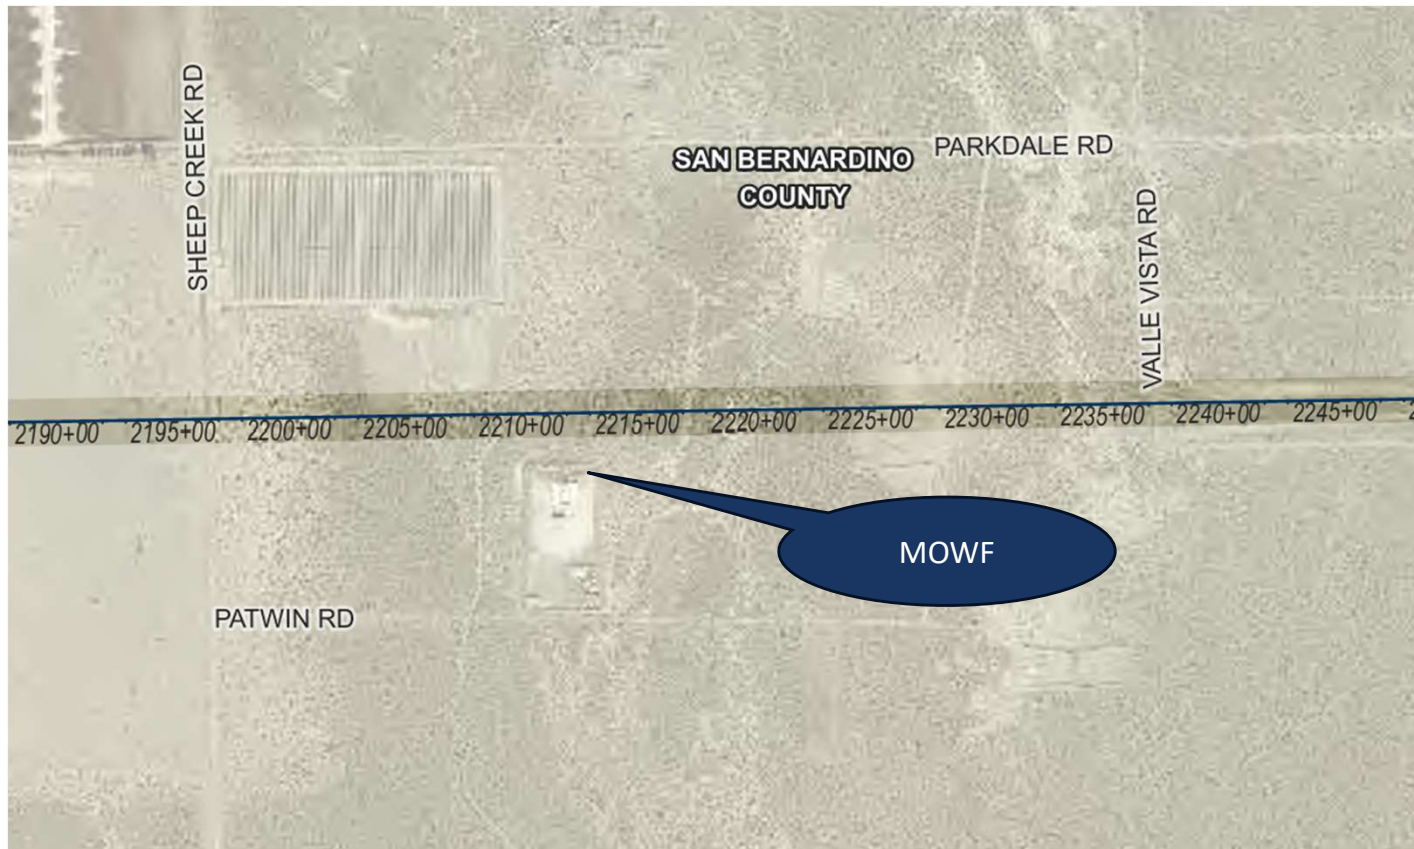 SHEEP CREEK RD
SAN BERNARDINO
COUNTY
PARKDALE RD
VALLE VISTA RD
2190+00 2195+00 2200+00 2205+00 2210+00 2215+00 2220+00 2225+00 2230+00 2235+00 2240+00 2245+00
MOWF
PATWIN RD